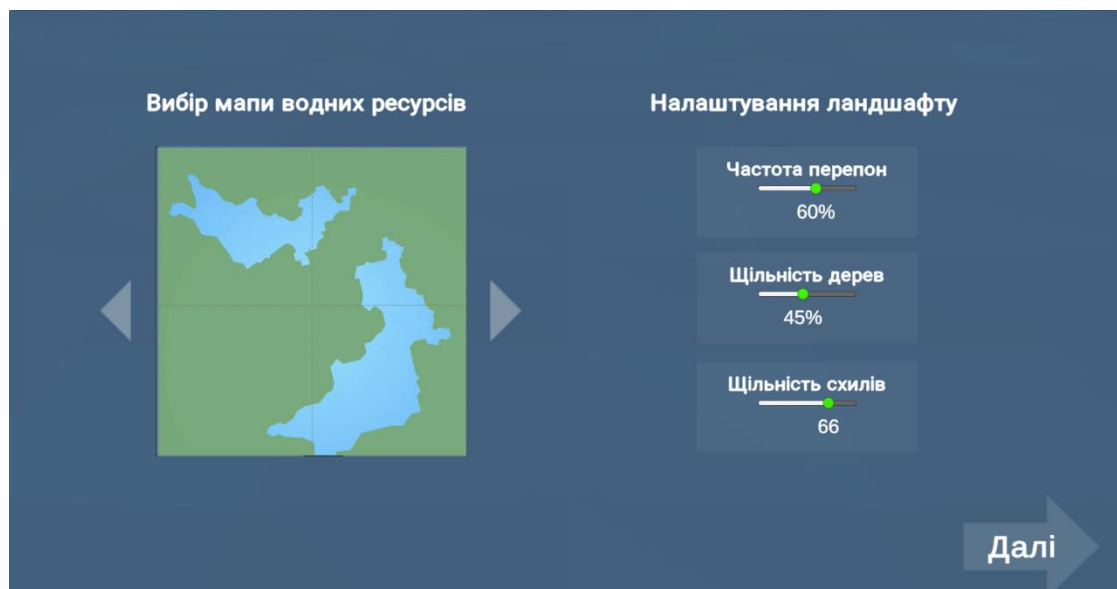 Вибір мапи водних ресурсів
Налаштування ландшафту
Частота перепон
60%
Щільність дерев
45%
Щільність схилів
66
Далі